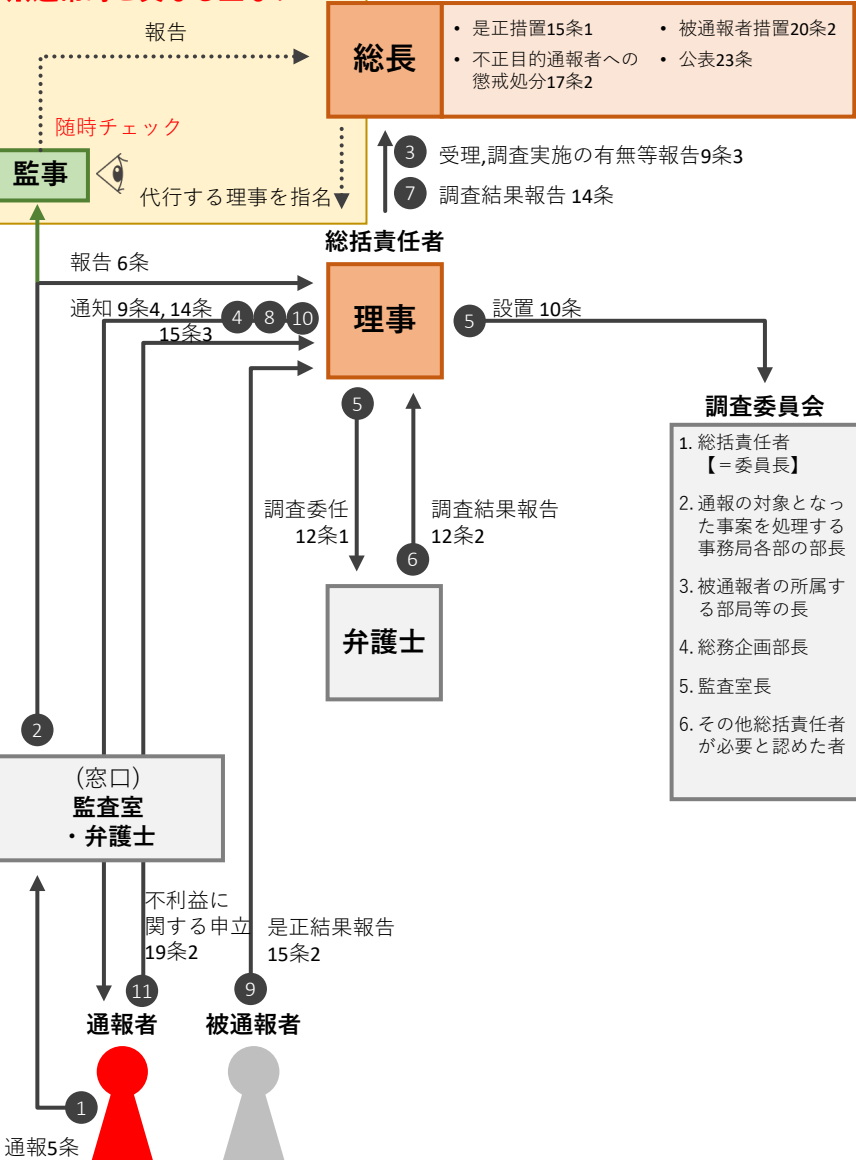 報告
総長
• 是正措置15条1
• 不正目的通報者への
懲戒処分17条2
• 被通報者措置20条2
• 公表23条
随時チェック
監事
代行する理事を指名
3 受理,調査実施の有無等報告9条3
7 調査結果報告 14条
総括責任者
報告 6条
理事
通知 9条4, 14条
15条3
4 8 10
5 設置 10条
調査委員会
1. 総括責任者
【=委員長】
2. 通報の対象となっ
た事案を処理する
事務局各部の部長
3. 被通報者の所属す
る部局等の長
4. 総務企画部長
5. 監査室長
6. その他総括責任者
が必要と認めた者
5
調査委任
12条1
調査結果報告
12条2
6
弁護士
2
(窓口)
監査室
・弁護士
不利益に
関する申立
19条2
是正結果報告
15条2
11
9
通報者
被通報者
1
通報5条